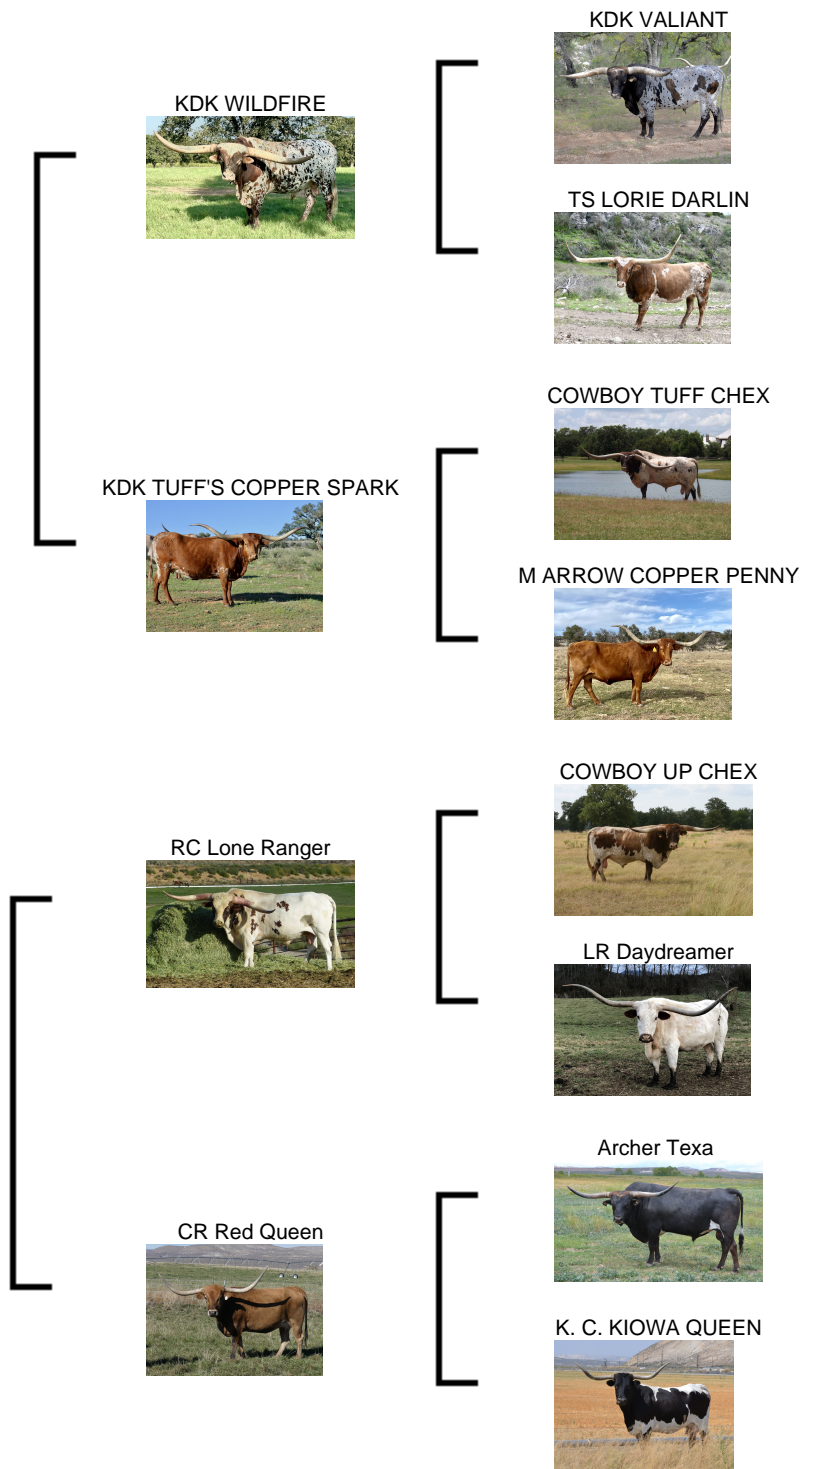 KDK VALIANT
KDK WILDFIRE
TS LORIE DARLIN
COWBOY TUFF CHEX
KDK TUFF'S COPPER SPARK
M ARROW COPPER PENNY
COWBOY UP CHEX
RC Lone Ranger
LR Daydreamer
Archer Texa
CR Red Queen
K. C. KIOWA QUEEN